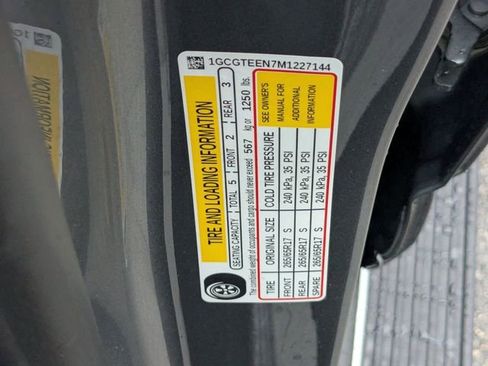 1GCGTEEN7M1227144
TIRE AND LOADING INFORMATION
SEATING CAPACITY TOTAL 5 FRONT 2 REAR 3
The combined weight of occupants and cargo should never exceed 567 kg or 1250 lbs.
TIRE ORIGINAL SIZE COLD TIRE PRESSURE
FRONT 265/65R17 S 240 kPa, 35 PSI
REAR 265/65R17 S 240 kPa, 35 PSI
SPARE 265/65R17 S 240 kPa, 35 PSI
SEE OWNER'S
MANUAL FOR
ADDITIONAL
INFORMATION